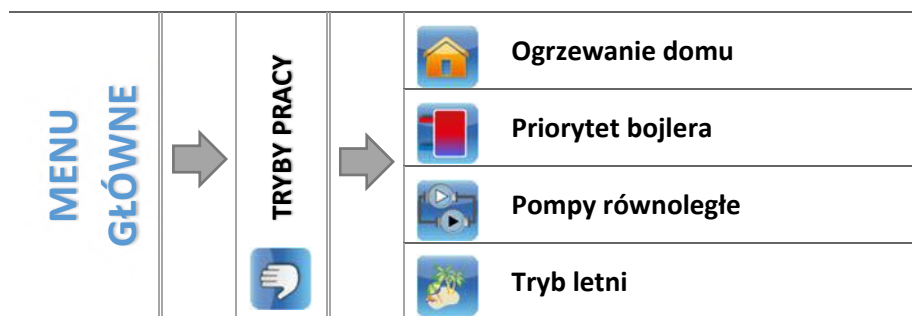 MENU
GŁÓWNE
TRYBY PRACY
Ogrzewanie domu
Priorytet bojlera
Pompy równoległe
Tryb letni